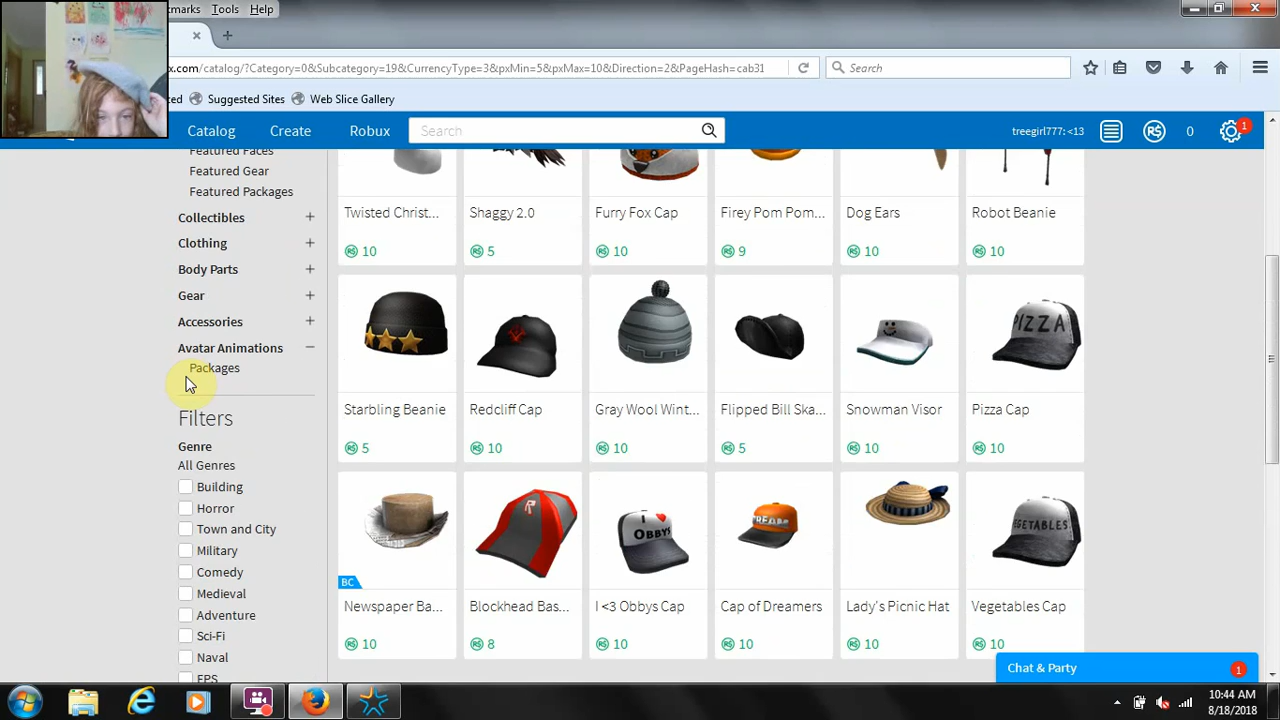 kmarks Tools Help
x.com/catalog/?Category=0&Subcategory=19&CurrencyType=3&pxMin=5&pxMax=10&Direction=2&PageHash=cab31
Search
ted Suggested Sites Web Slice Gallery
Catalog Create Robux Search treegirl777: <13 0 1
Featured Faces
Featured Gear
Featured Packages
Collectibles +
Clothing +
Body Parts +
Gear +
Accessories +
Avatar Animations −
Packages
Filters
Genre
All Genres
Building
Horror
Town and City
Military
Comedy
Medieval
Adventure
Sci-Fi
Naval
FPS
Twisted Christ... Shaggy 2.0 Furry Fox Cap Firey Pom Pom... Dog Ears Robot Beanie
R$ 10 R$ 5 R$ 10 R$ 9 R$ 10 R$ 10
PIZZA
Starbling Beanie Redcliff Cap Gray Wool Wint... Flipped Bill Ska... Snowman Visor Pizza Cap
R$ 5 R$ 10 R$ 10 R$ 5 R$ 10 R$ 10
I ♥
OBBYS
VEGETABLES
BC
Newspaper Ba... Blockhead Bas... I <3 Obbys Cap Cap of Dreamers Lady's Picnic Hat Vegetables Cap
R$ 10 R$ 8 R$ 10 R$ 10 R$ 10 R$ 10
Chat & Party 1
10:44 AM
8/18/2018